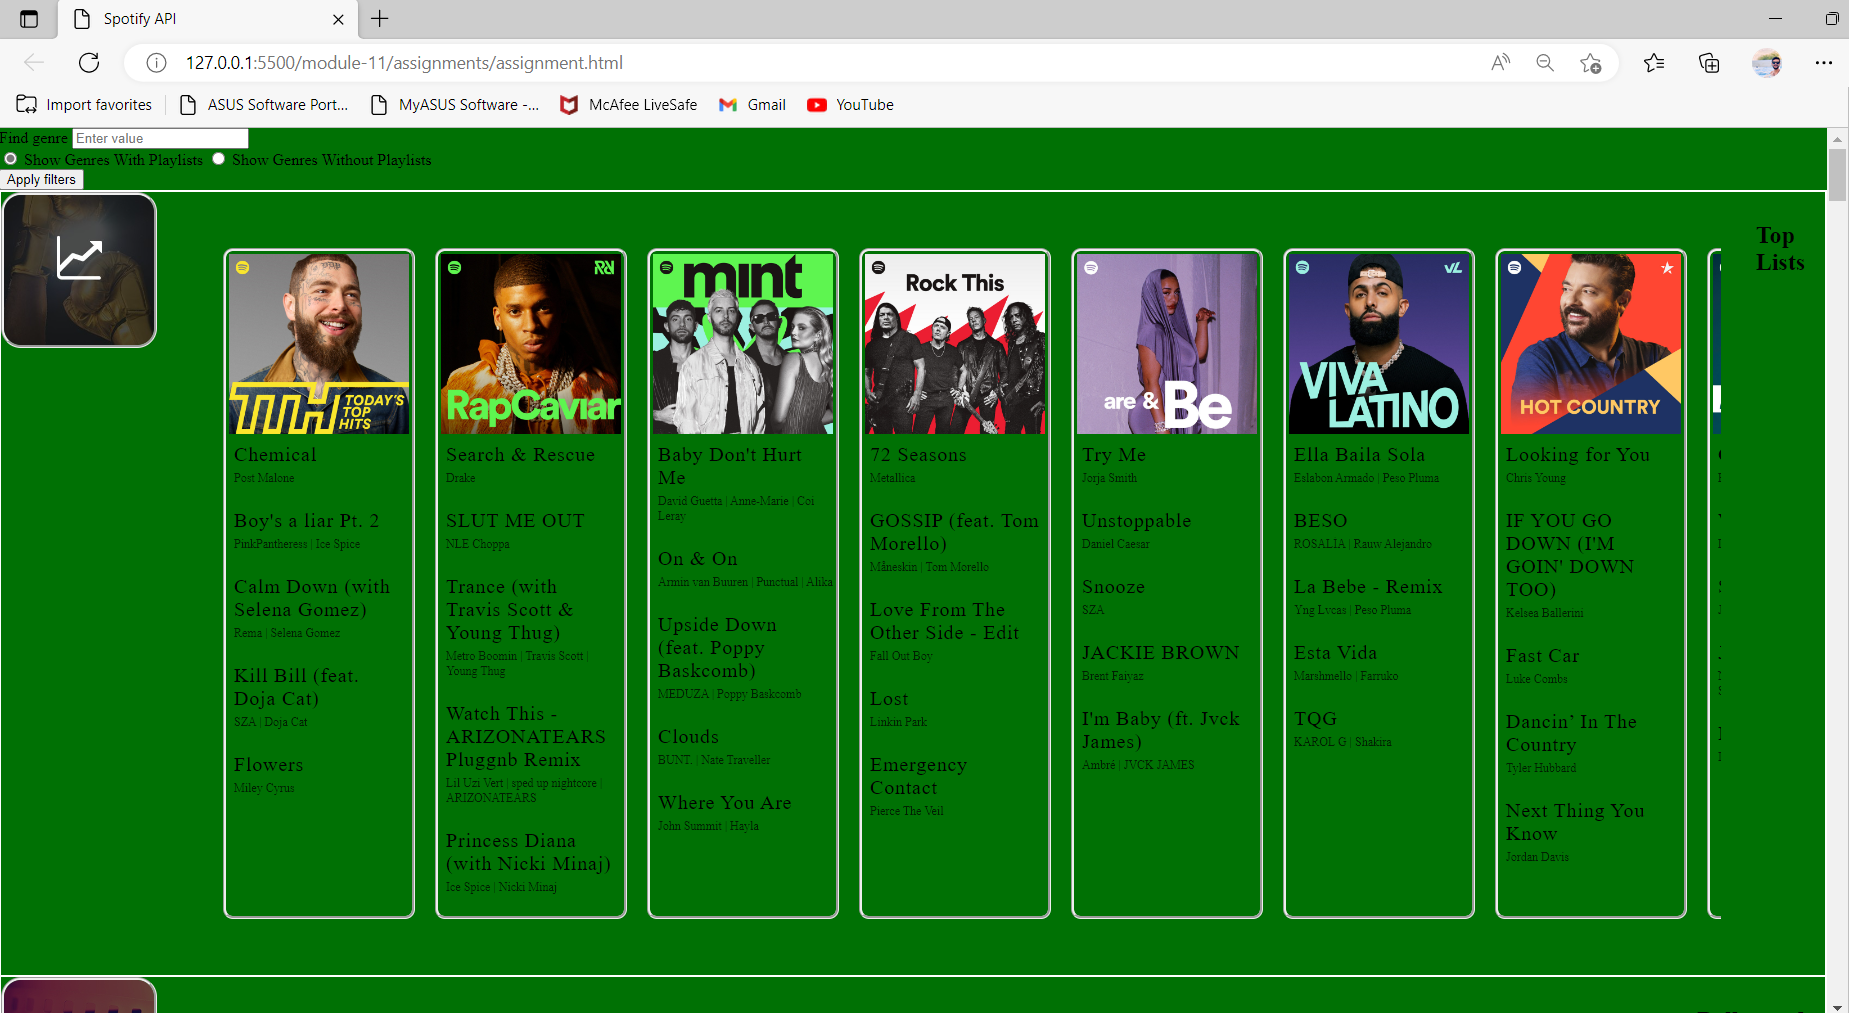 Spotify API
127.0.0.1:5500/module-11/assignments/assignment.html
Import favorites
ASUS Software Port...
MyASUS Software -...
McAfee LiveSafe
Gmail
YouTube
Find genre
Enter value
Show Genres With Playlists
Show Genres Without Playlists
Apply filters
Top
Lists
TTH TODAY'S
TOP
HITS
Chemical
Post Malone
Boy's a liar Pt. 2
PinkPantheress | Ice Spice
Calm Down (with
Selena Gomez)
Rema | Selena Gomez
Kill Bill (feat.
Doja Cat)
SZA | Doja Cat
Flowers
Miley Cyrus
RapCaviar
Search & Rescue
Drake
SLUT ME OUT
NLE Choppa
Trance (with
Travis Scott &
Young Thug)
Metro Boomin | Travis Scott |
Young Thug
Watch This -
ARIZONATEARS
Pluggnb Remix
Lil Uzi Vert | sped up nightcore |
ARIZONATEARS
Princess Diana
(with Nicki Minaj)
Ice Spice | Nicki Minaj
mint
Baby Don't Hurt
Me
David Guetta | Anne-Marie | Coi
Leray
On & On
Armin van Buuren | Punctual | Alika
Upside Down
(feat. Poppy
Baskcomb)
MEDUZA | Poppy Baskcomb
Clouds
BUNT. | Nate Traveller
Where You Are
John Summit | Hayla
Rock This
72 Seasons
Metallica
GOSSIP (feat. Tom
Morello)
Måneskin | Tom Morello
Love From The
Other Side - Edit
Fall Out Boy
Lost
Linkin Park
Emergency
Contact
Pierce The Veil
are & Be
Try Me
Jorja Smith
Unstoppable
Daniel Caesar
Snooze
SZA
JACKIE BROWN
Brent Faiyaz
I'm Baby (ft. Jvck
James)
Ambré | JVCK JAMES
VL
VIVA
LATINO
Ella Baila Sola
Eslabon Armado | Peso Pluma
BESO
ROSALÍA | Rauw Alejandro
La Bebe - Remix
Yng Lvcas | Peso Pluma
Esta Vida
Marshmello | Farruko
TQG
KAROL G | Shakira
HOT COUNTRY
Looking for You
Chris Young
IF YOU GO
DOWN (I'M
GOIN' DOWN
TOO)
Kelsea Ballerini
Fast Car
Luke Combs
Dancin’ In The
Country
Tyler Hubbard
Next Thing You
Know
Jordan Davis